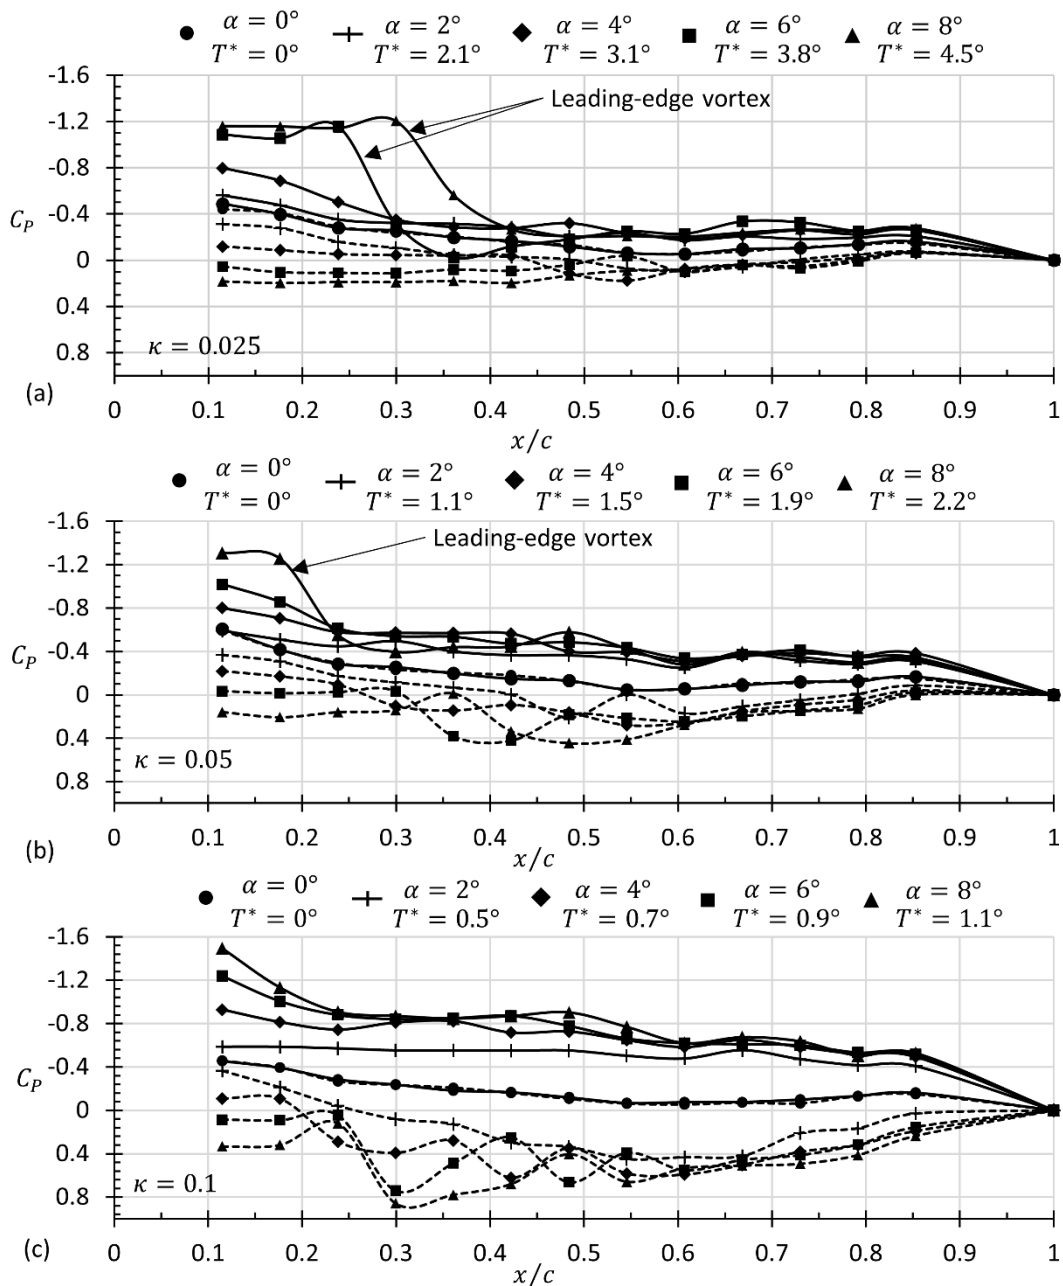 α = 0° α = 2° α = 4° α = 6° α = 8°
T* = 0° T* = 2.1° T* = 3.1° T* = 3.8° T* = 4.5°
-1.6
Leading-edge vortex
-1.2
-0.8
-0.4
C_P
0
0.4
0.8
κ = 0.025
(a)
0 0.1 0.2 0.3 0.4 0.5 0.6 0.7 0.8 0.9 1
x/c
α = 0° α = 2° α = 4° α = 6° α = 8°
T* = 0° T* = 1.1° T* = 1.5° T* = 1.9° T* = 2.2°
-1.6
Leading-edge vortex
-1.2
-0.8
-0.4
C_P
0
0.4
κ = 0.05
0.8
0 0.1 0.2 0.3 0.4 0.5 0.6 0.7 0.8 0.9 1
(b)
x/c
α = 0° α = 2° α = 4° α = 6° α = 8°
T* = 0° T* = 0.5° T* = 0.7° T* = 0.9° T* = 1.1°
-1.6
-1.2
-0.8
-0.4
C_P
0
0.4
κ = 0.1
0.8
(c)
0 0.1 0.2 0.3 0.4 0.5 0.6 0.7 0.8 0.9 1
x/c